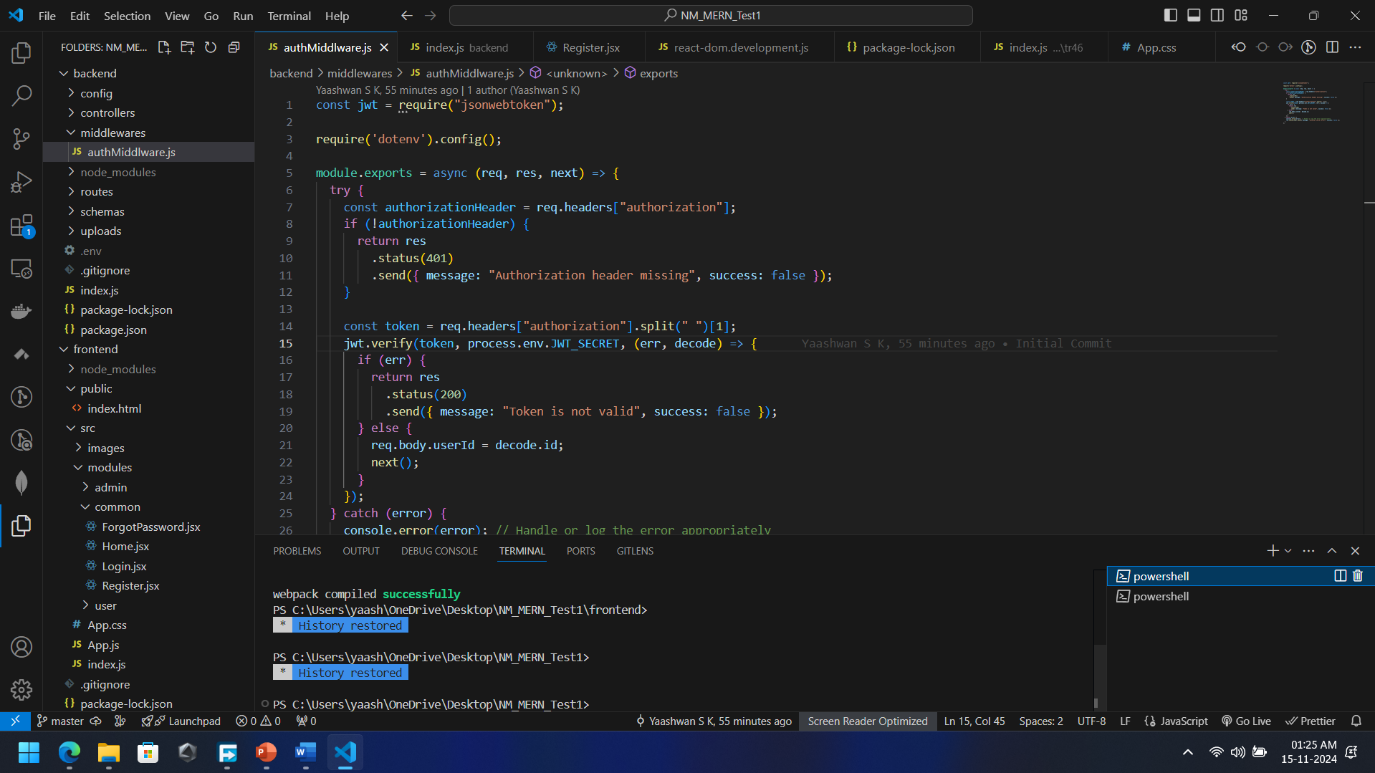 File Edit Selection View Go Run Terminal Help
NM_MERN_Test1
FOLDERS: NM_ME...
backend
config
controllers
middlewares
JS authMiddlware.js
node_modules
routes
schemas
uploads
.env
.gitignore
JS index.js
{} package-lock.json
{} package.json
frontend
node_modules
public
<> index.html
src
images
modules
admin
common
ForgotPassword.jsx
Home.jsx
Login.jsx
Register.jsx
user
# App.css
JS App.js
JS index.js
.gitignore
{} package-lock.json
1
JS authMiddlware.js
JS index.js backend
Register.jsx
JS react-dom.development.js
{} package-lock.json
JS index.js ...\tr46
# App.css
backend > middlewares > JS authMiddlware.js > <unknown> > exports
Yaashwan S K, 55 minutes ago | 1 author (Yaashwan S K)
1 const jwt = require("jsonwebtoken");
2
3 require('dotenv').config();
4
5 module.exports = async (req, res, next) => {
6 try {
7 const authorizationHeader = req.headers["authorization"];
8 if (!authorizationHeader) {
9 return res
10 .status(401)
11 .send({ message: "Authorization header missing", success: false });
12 }
13
14 const token = req.headers["authorization"].split(" ")[1];
15 jwt.verify(token, process.env.JWT_SECRET, (err, decode) => { Yaashwan S K, 55 minutes ago • Initial Commit
16 if (err) {
17 return res
18 .status(200)
19 .send({ message: "Token is not valid", success: false });
20 } else {
21 req.body.userId = decode.id;
22 next();
23 }
24 });
25 } catch (error) {
26 console.error(error); // Handle or log the error appropriately
PROBLEMS OUTPUT DEBUG CONSOLE TERMINAL PORTS GITLENS
webpack compiled successfully
PS C:\Users\yaash\OneDrive\Desktop\NM_MERN_Test1\frontend>
* History restored
PS C:\Users\yaash\OneDrive\Desktop\NM_MERN_Test1>
* History restored
PS C:\Users\yaash\OneDrive\Desktop\NM_MERN_Test1>
powershell
powershell
master Launchpad 0 0 0 Yaashwan S K, 55 minutes ago Screen Reader Optimized Ln 15, Col 45 Spaces: 2 UTF-8 LF {} JavaScript Go Live Prettier
01:25 AM
15-11-2024